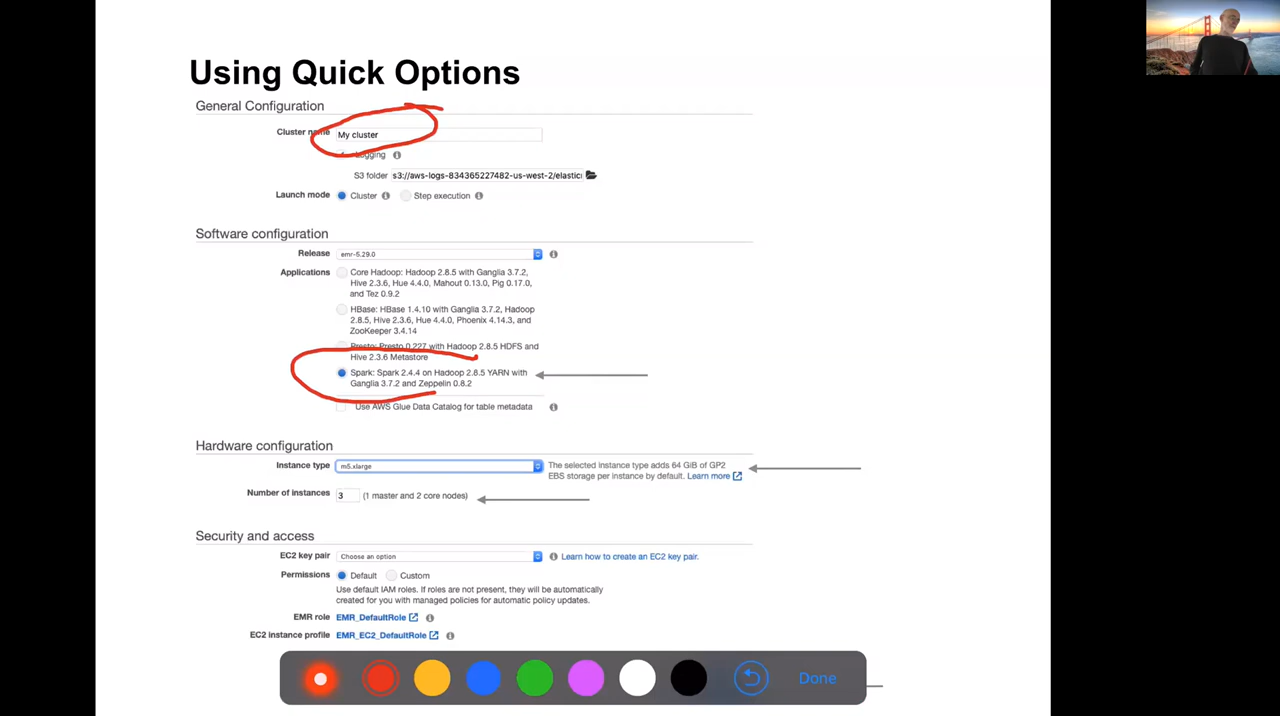 Using Quick Options
General Configuration
Cluster name My cluster
Logging
S3 folder s3://aws-logs-834365227482-us-west-2/elastic
Launch mode Cluster Step execution
Software configuration
Release emr-5.29.0
Applications Core Hadoop: Hadoop 2.8.5 with Ganglia 3.7.2,
Hive 2.3.6, Hue 4.4.0, Mahout 0.13.0, Pig 0.17.0,
and Tez 0.9.2
HBase: HBase 1.4.10 with Ganglia 3.7.2, Hadoop
2.8.5, Hive 2.3.6, Hue 4.4.0, Phoenix 4.14.3, and
ZooKeeper 3.4.14
Presto: Presto 0.227 with Hadoop 2.8.5 HDFS and
Hive 2.3.6 Metastore
Spark: Spark 2.4.4 on Hadoop 2.8.5 YARN with
Ganglia 3.7.2 and Zeppelin 0.8.2
Use AWS Glue Data Catalog for table metadata
Hardware configuration
Instance type m5.xlarge The selected instance type adds 64 GiB of GP2
EBS storage per instance by default. Learn more
Number of instances 3 (1 master and 2 core nodes)
Security and access
EC2 key pair Choose an option Learn how to create an EC2 key pair.
Permissions Default Custom
Use default IAM roles. If roles are not present, they will be automatically
created for you with managed policies for automatic policy updates.
EMR role EMR_DefaultRole
EC2 instance profile EMR_EC2_DefaultRole
Done